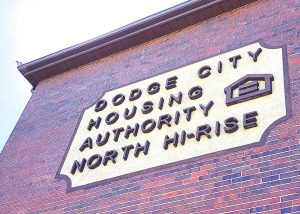 DODGE CITY
HOUSING
AUTHORITY
NORTH HI-RISE